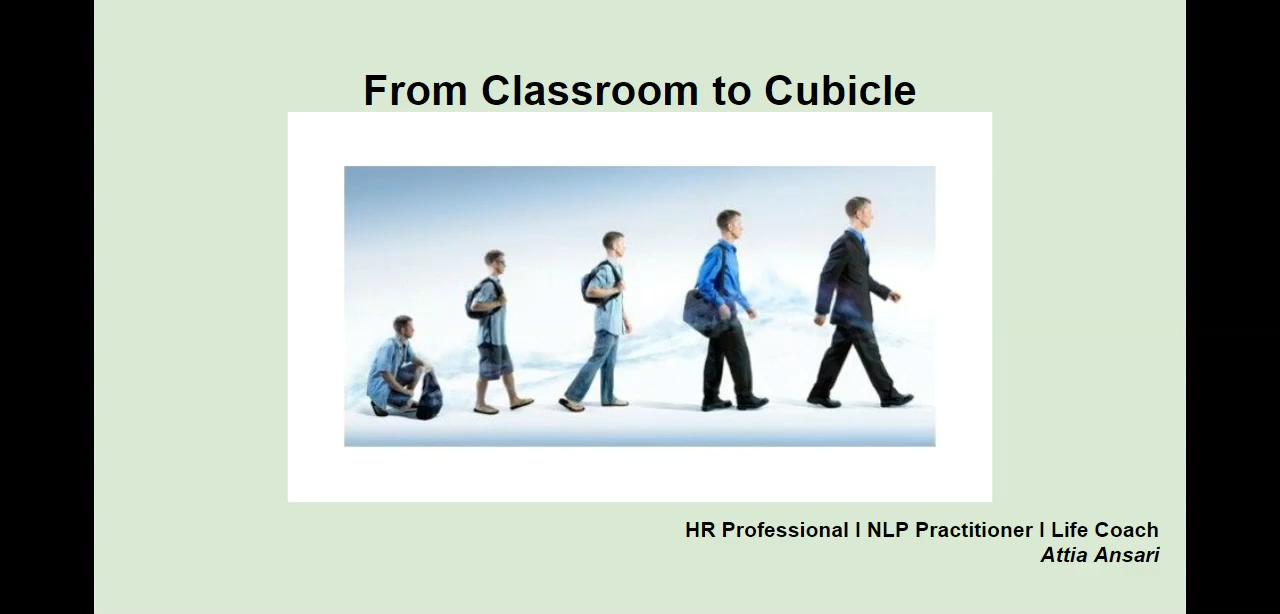 From Classroom to Cubicle
HR Professional I NLP Practitioner I Life Coach
Attia Ansari